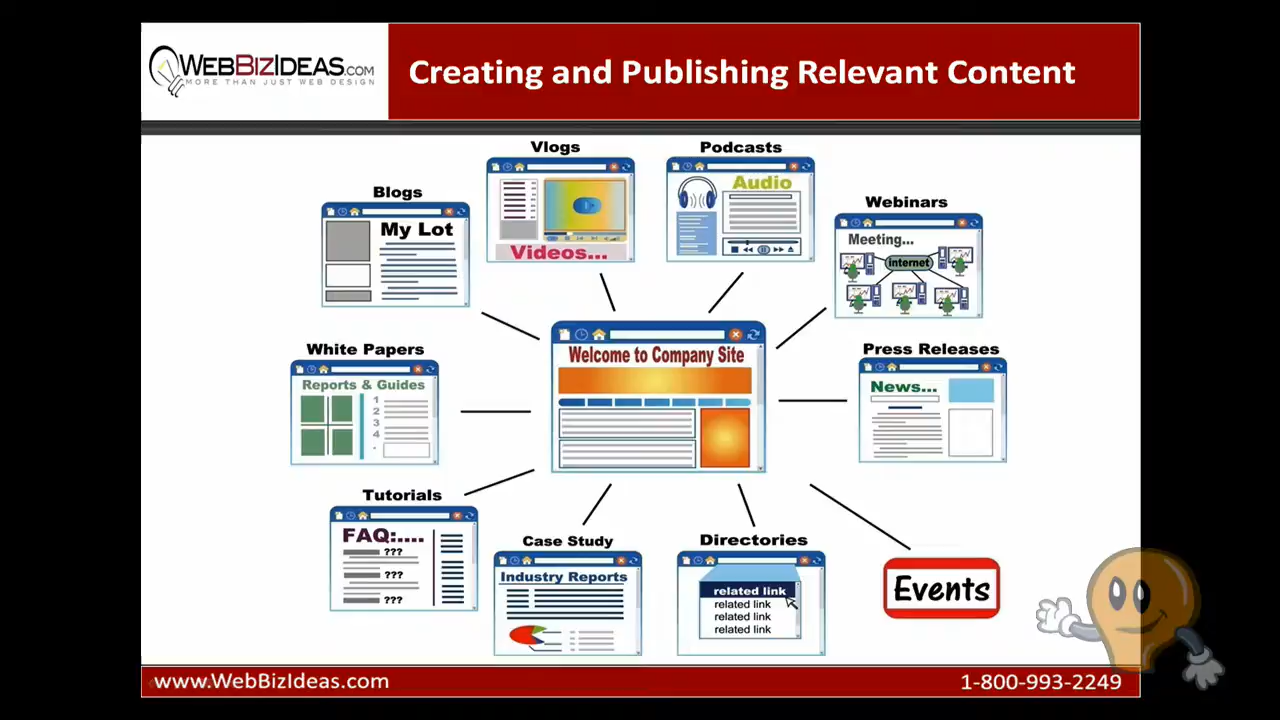 WEBBIZIDEAS.COM
MORE THAN JUST WEB DESIGN
Creating and Publishing Relevant Content
Vlogs
Videos...
Podcasts
Audio
Blogs
My Lot
Webinars
Meeting...
internet
White Papers
Reports & Guides
1
2
3
4
Welcome to Company Site
Press Releases
News...
Tutorials
FAQ:....
???
???
???
Case Study
Industry Reports
Directories
related link
related link
related link
related link
Events
www.WebBizIdeas.com
1-800-993-2249